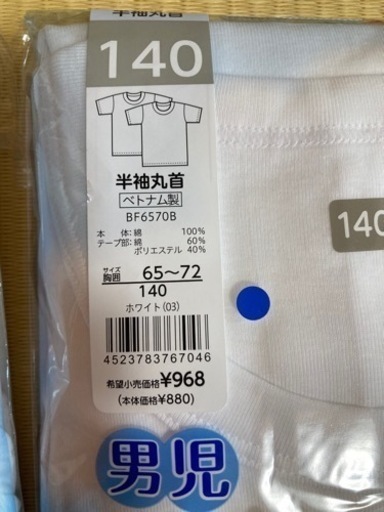 半袖丸首
140
半袖丸首
ベトナム製
BF6570B
本　体:綿 100%
テープ部:綿 60%
ポリエステル 40%
サイズ
胸囲 65～72
140
ホワイト(03)
4523783767046
希望小売価格¥968
(本体価格¥880)
男児
140